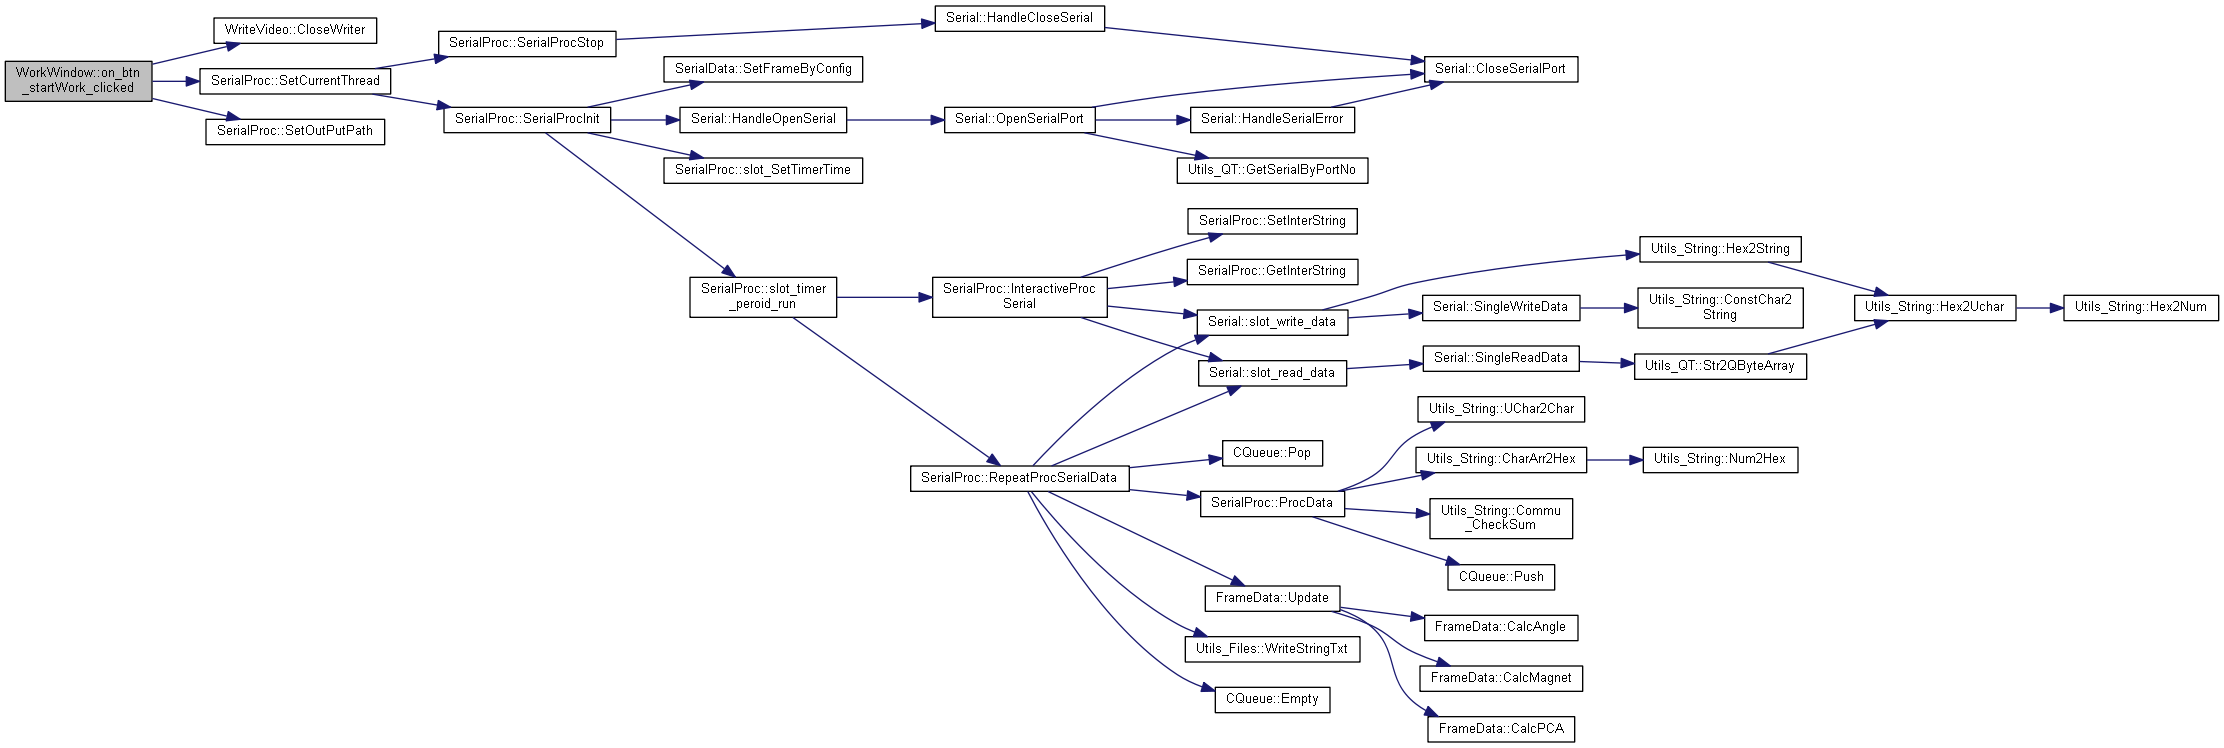 WorkWindow::on_btn
_startWork_clicked
WriteVideo::CloseWriter
SerialProc::SetCurrentThread
SerialProc::SetOutPutPath
SerialProc::SerialProcStop
SerialProc::SerialProcInit
Serial::HandleCloseSerial
SerialData::SetFrameByConfig
Serial::HandleOpenSerial
SerialProc::slot_SetTimerTime
Serial::OpenSerialPort
Serial::CloseSerialPort
Serial::HandleSerialError
Utils_QT::GetSerialByPortNo
SerialProc::slot_timer
_peroid_run
SerialProc::InteractiveProc
Serial
SerialProc::SetInterString
SerialProc::GetInterString
Serial::slot_write_data
Serial::slot_read_data
Serial::SingleWriteData
Serial::SingleReadData
Utils_String::Hex2String
Utils_String::ConstChar2
String
Utils_QT::Str2QByteArray
Utils_String::Hex2Uchar
Utils_String::Hex2Num
SerialProc::RepeatProcSerialData
CQueue::Pop
SerialProc::ProcData
Utils_String::UChar2Char
Utils_String::CharArr2Hex
Utils_String::Num2Hex
Utils_String::Commu
_CheckSum
CQueue::Push
FrameData::Update
FrameData::CalcAngle
FrameData::CalcMagnet
FrameData::CalcPCA
Utils_Files::WriteStringTxt
CQueue::Empty